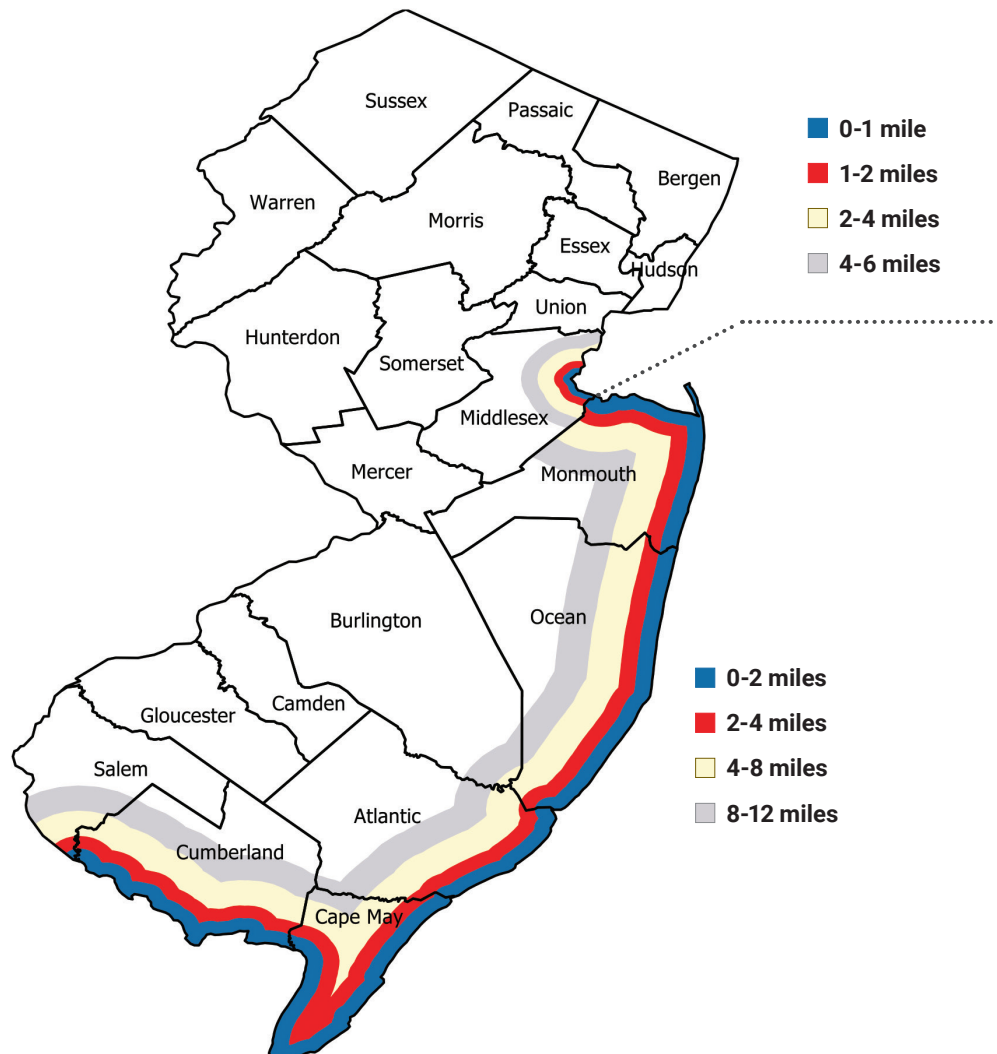 Sussex
Passaic
0-1 mile
1-2 miles
Bergen
Warren
2-4 miles
Morris
Essex
4-6 miles
Hudson
Union
Hunterdon
Somerset
Middlesex
Mercer
Monmouth
Burlington
Ocean
0-2 miles
Camden
Gloucester
2-4 miles
Salem
4-8 miles
Atlantic
8-12 miles
Cumberland
Cape May